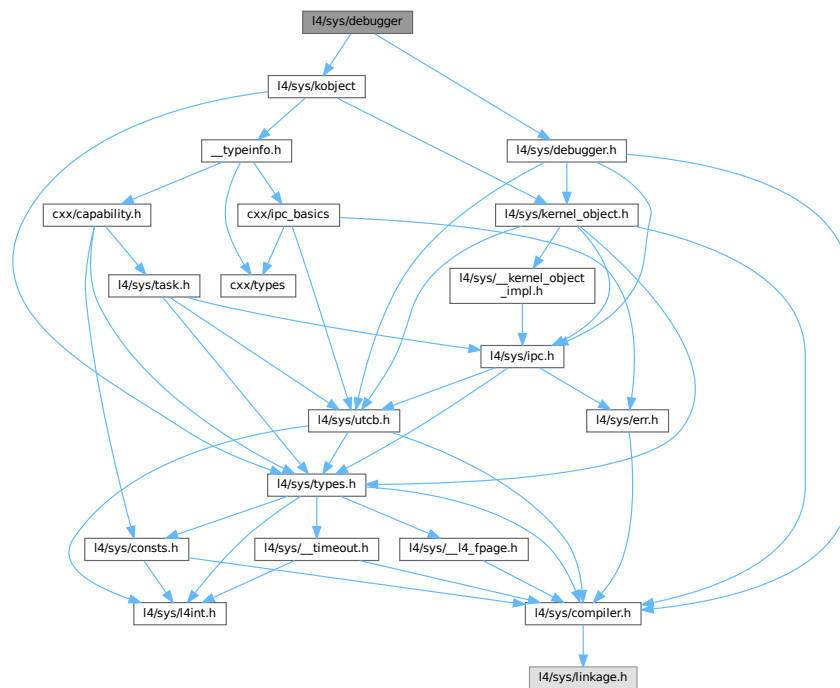 l4/sys/debugger
l4/sys/kobject
__typeinfo.h
l4/sys/debugger.h
cxx/capability.h
cxx/ipc_basics
l4/sys/kernel_object.h
l4/sys/task.h
cxx/types
l4/sys/__kernel_object
_impl.h
l4/sys/ipc.h
l4/sys/utcb.h
l4/sys/err.h
l4/sys/types.h
l4/sys/consts.h
l4/sys/__timeout.h
l4/sys/__l4_fpage.h
l4/sys/l4int.h
l4/sys/compiler.h
l4/sys/linkage.h